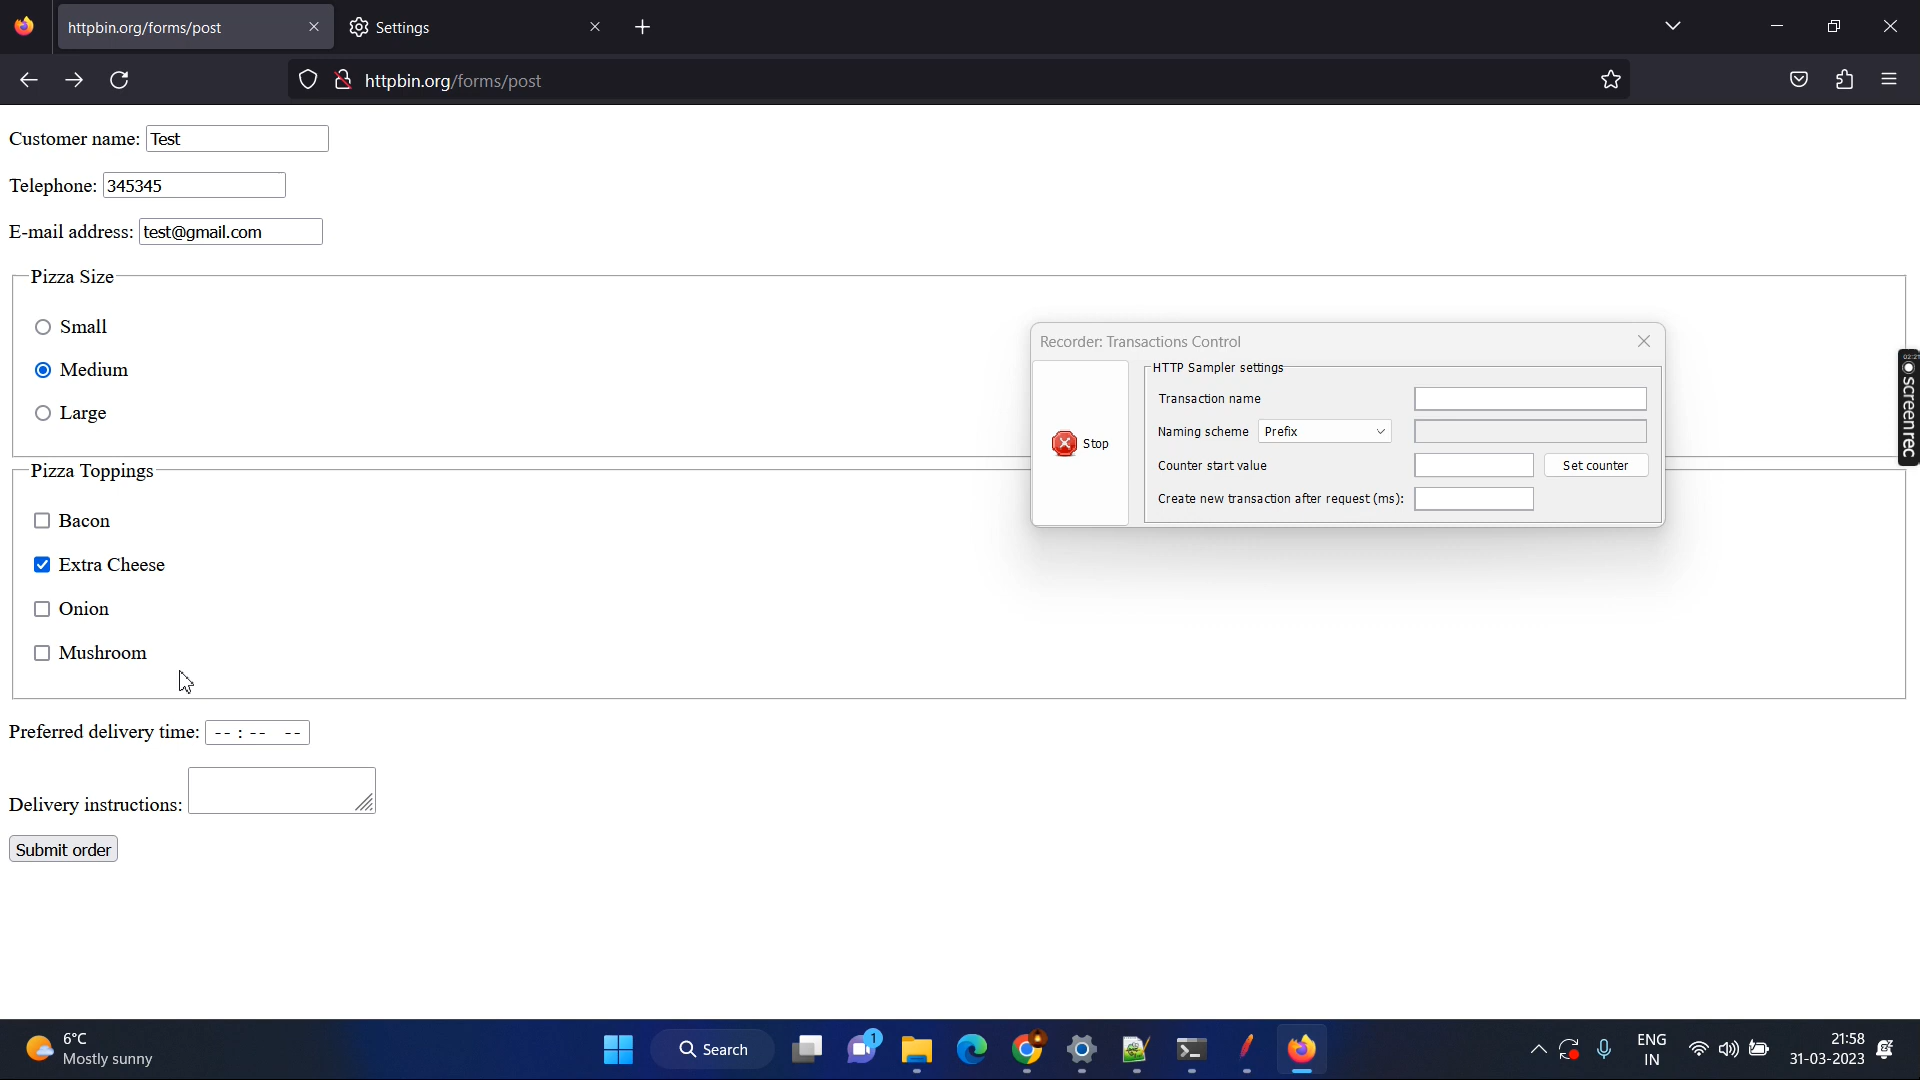 httpbin.org/forms/post
Settings
httpbin.org/forms/post
Customer name: Test
Telephone: 345345
E-mail address: test@gmail.com
Pizza Size
Small
Medium
Large
Pizza Toppings
Bacon
Extra Cheese
Onion
Mushroom
Preferred delivery time: --:-- --
Delivery instructions:
Submit order
Recorder: Transactions Control
Stop
HTTP Sampler settings
Transaction name
Naming scheme Prefix
Counter start value Set counter
Create new transaction after request (ms):
screenrec
6°C
Mostly sunny
Search
1
ENG
IN
21:58
31-03-2023